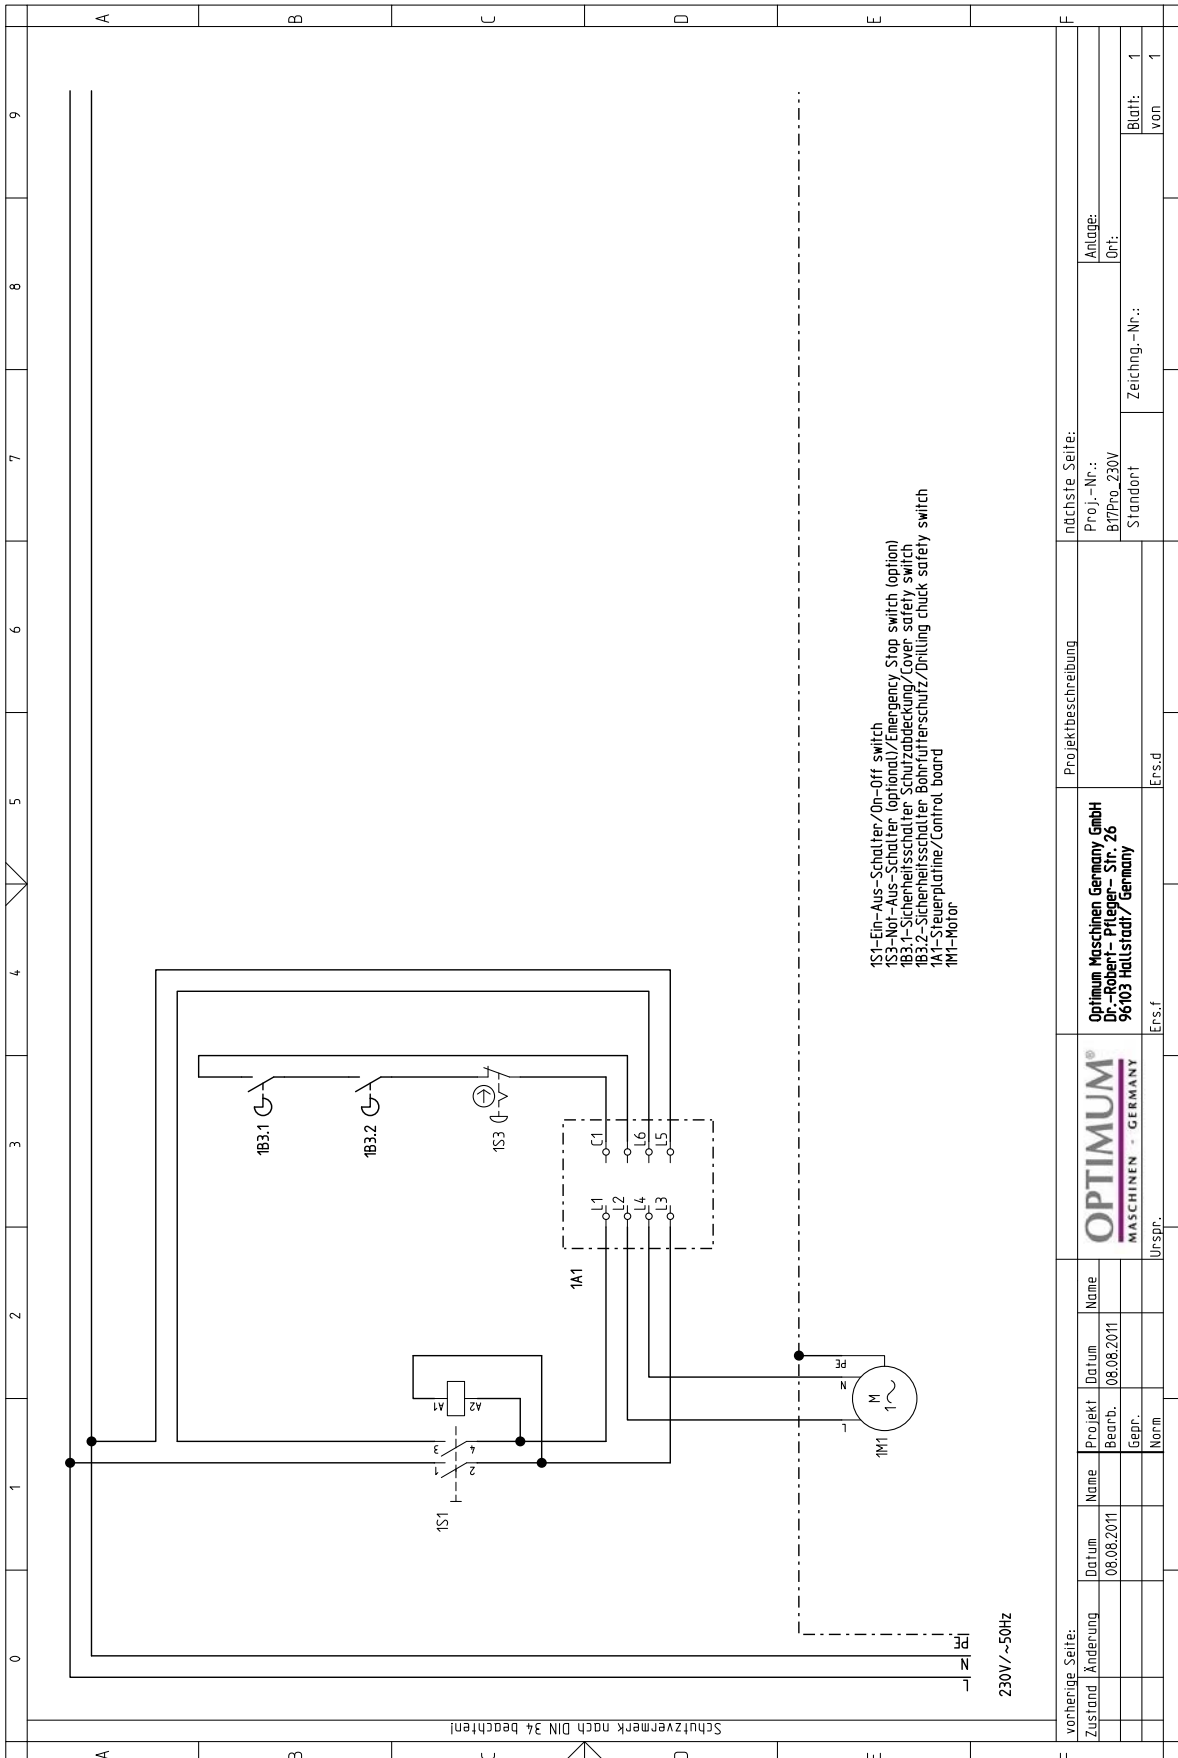 0 1 2 3 4 5 6 7 8 9
A
B
C
D
E
F
A
B
C
D
E
F
Schutzvermerk nach DIN 34 beachten!
L
N
PE
230V/~50Hz
1S1
1
2
3
4
A1
A2
1B3.1
1B3.2
1S3
1A1
L1
L2
L4
L3
C1
L6
L5
1M1
M
1~
L
N
PE
1S1-Ein-Aus-Schalter/On-Off switch
1S3-Not-Aus-Schalter (optional)/Emergency Stop switch (option)
1B3.1-Sicherheitsschalter Schutzabdeckung/Cover safety switch
1B3.2-Sicherheitsschalter Bohrfutterschutz/Drilling chuck safety switch
1A1-Steuerplatine/Control board
1M1-Motor
vorherige Seite:
Zustand Änderung Datum Name
08.08.2011
Projekt Datum Name
Bearb. 08.08.2011
Gepr.
Norm
OPTIMUM®
MASCHINEN - GERMANY
Urspr.
Optimum Maschinen Germany GmbH
Dr.-Robert- Pfleger- Str. 26
96103 Hallstadt/ Germany
Ers.f
Ers.d
Projektbeschreibung
nächste Seite:
Proj.-Nr.:
B17Pro_230V
Standort
Zeichng.-Nr.:
Anlage:
Ort:
Blatt: 1
von 1